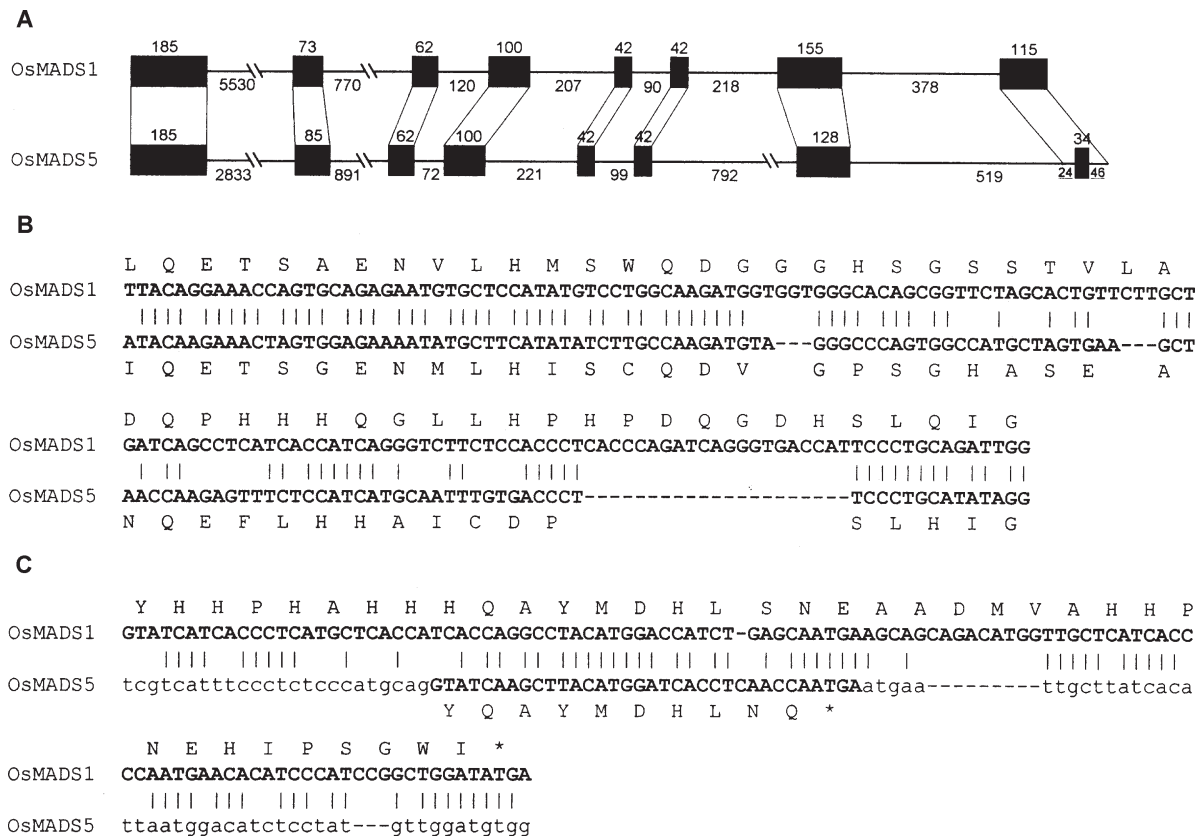 A
185 73 62 100 42 42 155 115
OsMADS1
5530 770 120 207 90 218 378
185 85 62 100 42 42 128 34
OsMADS5
2833 891 72 221 99 792 519 24 46
B
L Q E T S A E N V L H M S W Q D G G G H S G S S T V L A
OsMADS1 TTACAGGAAACCAGTGCAGAGAATGTGCTCCATATGTCCTGGCAAGATGGTGGTGGGCACAGCGGTTCTAGCACTGTTCTTGCT
OsMADS5 ATACAAGAAACTAGTGGAGAAAATATGCTTCATATATCTTGCCAAGATGTA---GGGCCCAGTGGCCATGCTAGTGAA---GCT
I Q E T S G E N M L H I S C Q D V G P S G H A S E A
D Q P H H H Q G L L H P H P D Q G D H S L Q I G
OsMADS1 GATCAGCCTCATCACCATCAGGGTCTTCTCCACCCTCACCCAGATCAGGGTGACCATTCCCTGCAGATTGG
OsMADS5 AACCAAGAGTTTCTCCATCATGCAATTTGTGACCCT---------------------TCCCTGCATATAGG
N Q E F L H H A I C D P S L H I G
C
Y H H P H A H H H Q A Y M D H L S N E A A D M V A H H P
OsMADS1 GTATCATCACCCTCATGCTCACCATCACCAGGCCTACATGGACCATCT-GAGCAATGAAGCAGCAGACATGGTTGCTCATCACC
OsMADS5 tcgtcatttccctctcccatgcagGTATCAAGCTTACATGGATCACCTCAACCAATGAatgaa---------ttgcttatcaca
Y Q A Y M D H L N Q *
N E H I P S G W I *
OsMADS1 CCAATGAACACATCCCATCCGGCTGGATATGA
OsMADS5 ttaatggacatctcctat---gttggatgtgg